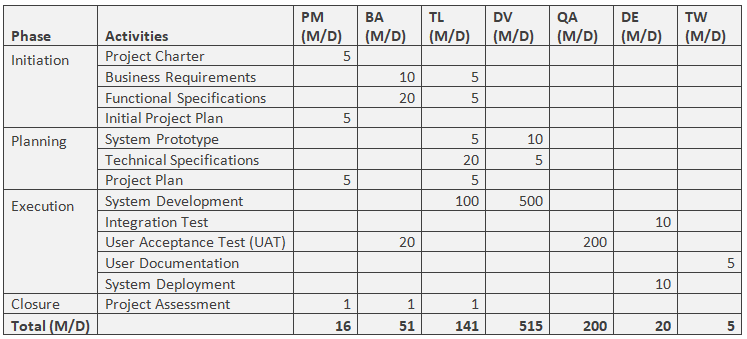 Phase Activities PM (M/D) BA (M/D) TL (M/D) DV (M/D) QA (M/D) DE (M/D) TW (M/D)
Initiation Project Charter 5
Business Requirements 10 5
Functional Specifications 20 5
Initial Project Plan 5
Planning System Prototype 5 10
Technical Specifications 20 5
Project Plan 5 5
Execution System Development 100 500
Integration Test 10
User Acceptance Test (UAT) 20 200
User Documentation 5
System Deployment 10
Closure Project Assessment 1 1 1
Total (M/D) 16 51 141 515 200 20 5